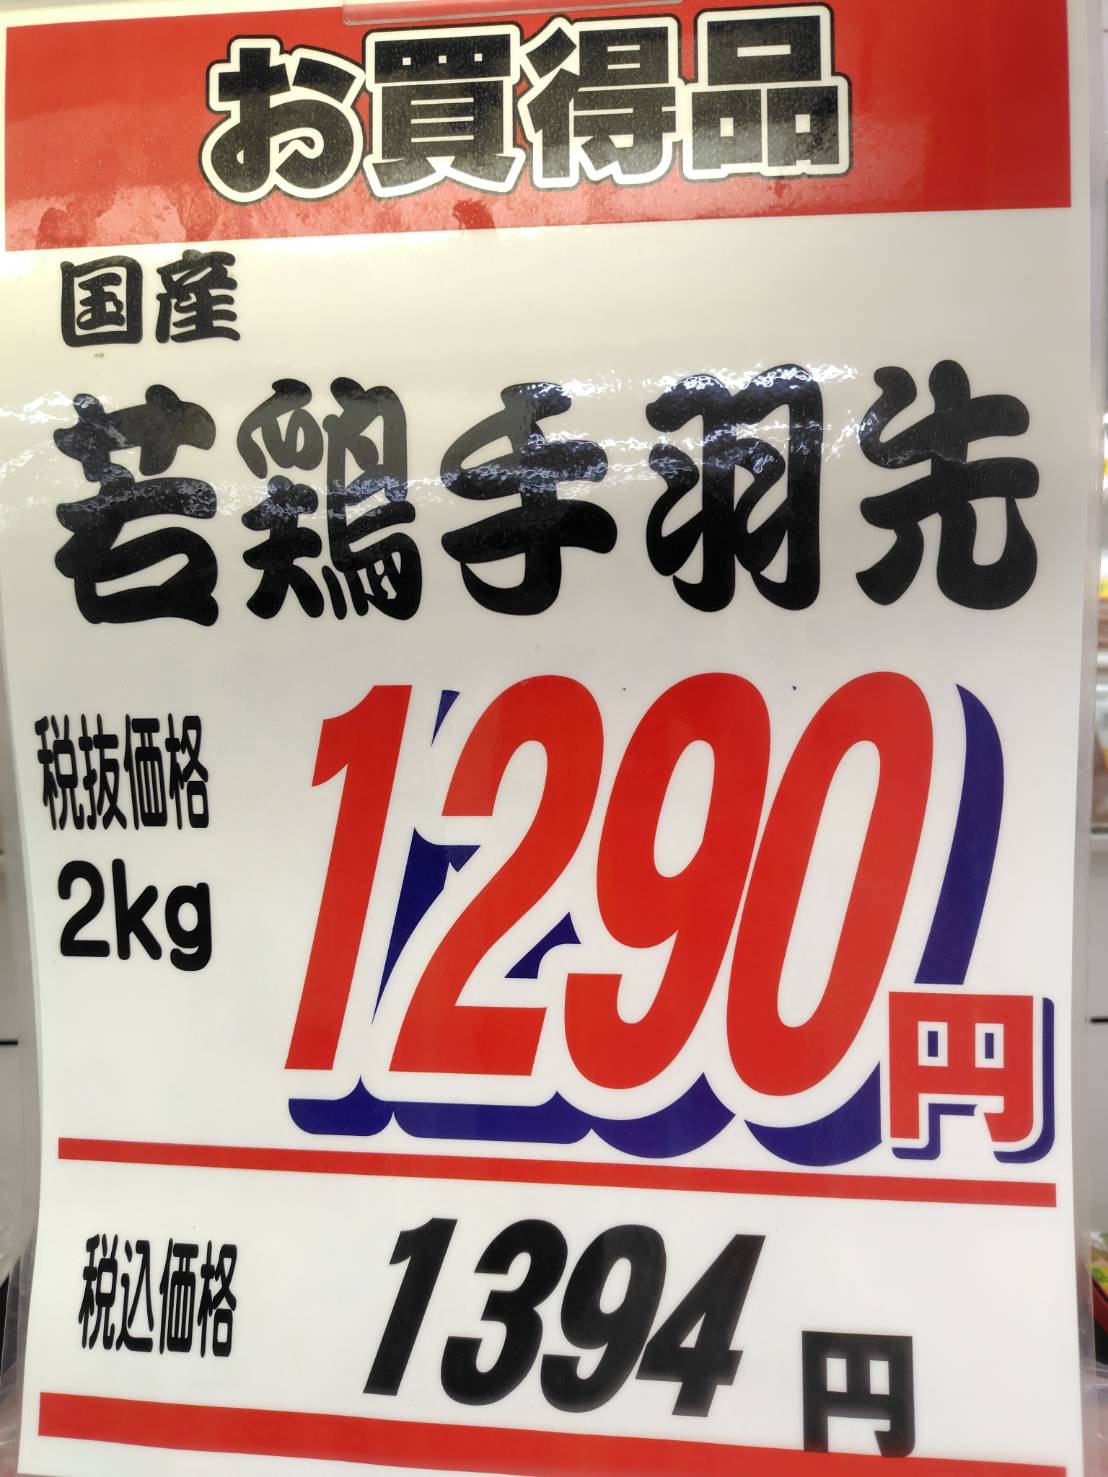 お買得品
国産
若鶏手羽先
税抜価格
2kg
1290円
税込価格
1394円